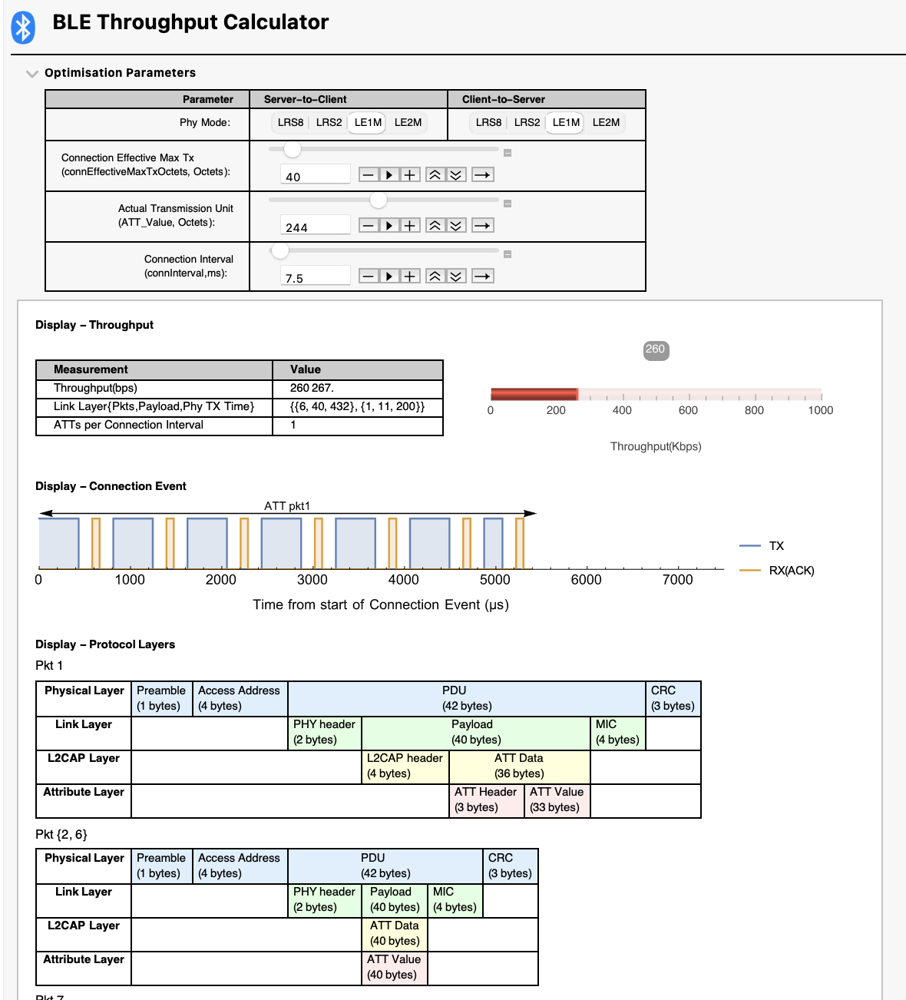 BLE Throughput Calculator
Optimisation Parameters
Parameter Server-to-Client Client-to-Server
Phy Mode: LRS8 LRS2 LE1M LE2M LRS8 LRS2 LE1M LE2M
Connection Effective Max Tx
(connEffectiveMaxTxOctets, Octets):
40
Actual Transmission Unit
(ATT_Value, Octets):
244
Connection Interval
(connInterval,ms):
7.5
Display – Throughput
260
Measurement Value
Throughput(bps) 260 267.
Link Layer{Pkts,Payload,Phy TX Time} {{6, 40, 432}, {1, 11, 200}}
ATTs per Connection Interval 1
0 200 400 600 800 1000
Throughput(Kbps)
Display – Connection Event
ATT pkt1
TX
RX(ACK)
0 1000 2000 3000 4000 5000 6000 7000
Time from start of Connection Event (μs)
Display – Protocol Layers
Pkt 1
Physical Layer Preamble Access Address PDU CRC
(1 bytes) (4 bytes) (42 bytes) (3 bytes)
Link Layer PHY header Payload MIC
(2 bytes) (40 bytes) (4 bytes)
L2CAP Layer L2CAP header ATT Data
(4 bytes) (36 bytes)
Attribute Layer ATT Header ATT Value
(3 bytes) (33 bytes)
Pkt {2, 6}
Physical Layer Preamble Access Address PDU CRC
(1 bytes) (4 bytes) (42 bytes) (3 bytes)
Link Layer PHY header Payload MIC
(2 bytes) (40 bytes) (4 bytes)
L2CAP Layer ATT Data
(40 bytes)
Attribute Layer ATT Value
(40 bytes)
Pkt 7